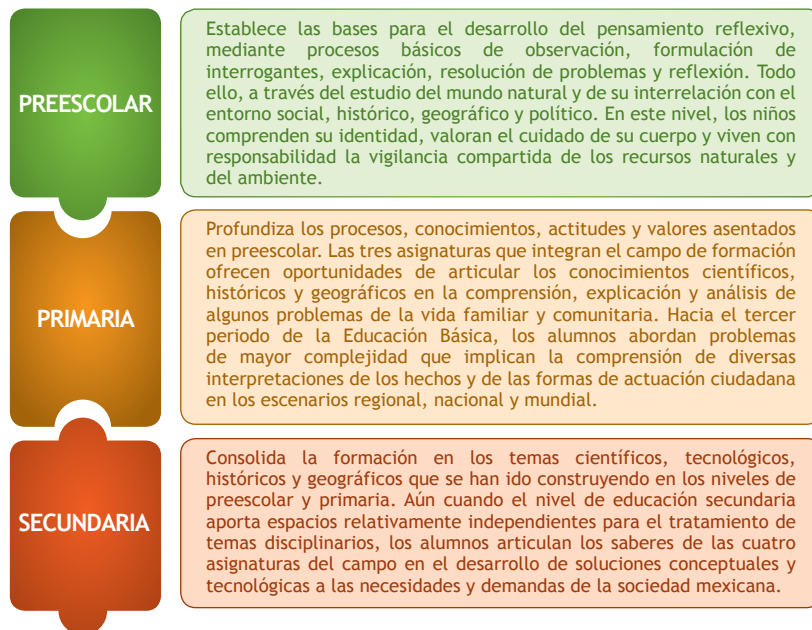 PREESCOLAR
Establece las bases para el desarrollo del pensamiento reflexivo,
mediante procesos básicos de observación, formulación de
interrogantes, explicación, resolución de problemas y reflexión. Todo
ello, a través del estudio del mundo natural y de su interrelación con el
entorno social, histórico, geográfico y político. En este nivel, los niños
comprenden su identidad, valoran el cuidado de su cuerpo y viven con
responsabilidad la vigilancia compartida de los recursos naturales y
del ambiente.
PRIMARIA
Profundiza los procesos, conocimientos, actitudes y valores asentados
en preescolar. Las tres asignaturas que integran el campo de formación
ofrecen oportunidades de articular los conocimientos científicos,
históricos y geográficos en la comprensión, explicación y análisis de
algunos problemas de la vida familiar y comunitaria. Hacia el tercer
periodo de la Educación Básica, los alumnos abordan problemas
de mayor complejidad que implican la comprensión de diversas
interpretaciones de los hechos y de las formas de actuación ciudadana
en los escenarios regional, nacional y mundial.
SECUNDARIA
Consolida la formación en los temas científicos, tecnológicos,
históricos y geográficos que se han ido construyendo en los niveles de
preescolar y primaria. Aún cuando el nivel de educación secundaria
aporta espacios relativamente independientes para el tratamiento de
temas disciplinarios, los alumnos articulan los saberes de las cuatro
asignaturas del campo en el desarrollo de soluciones conceptuales y
tecnológicas a las necesidades y demandas de la sociedad mexicana.